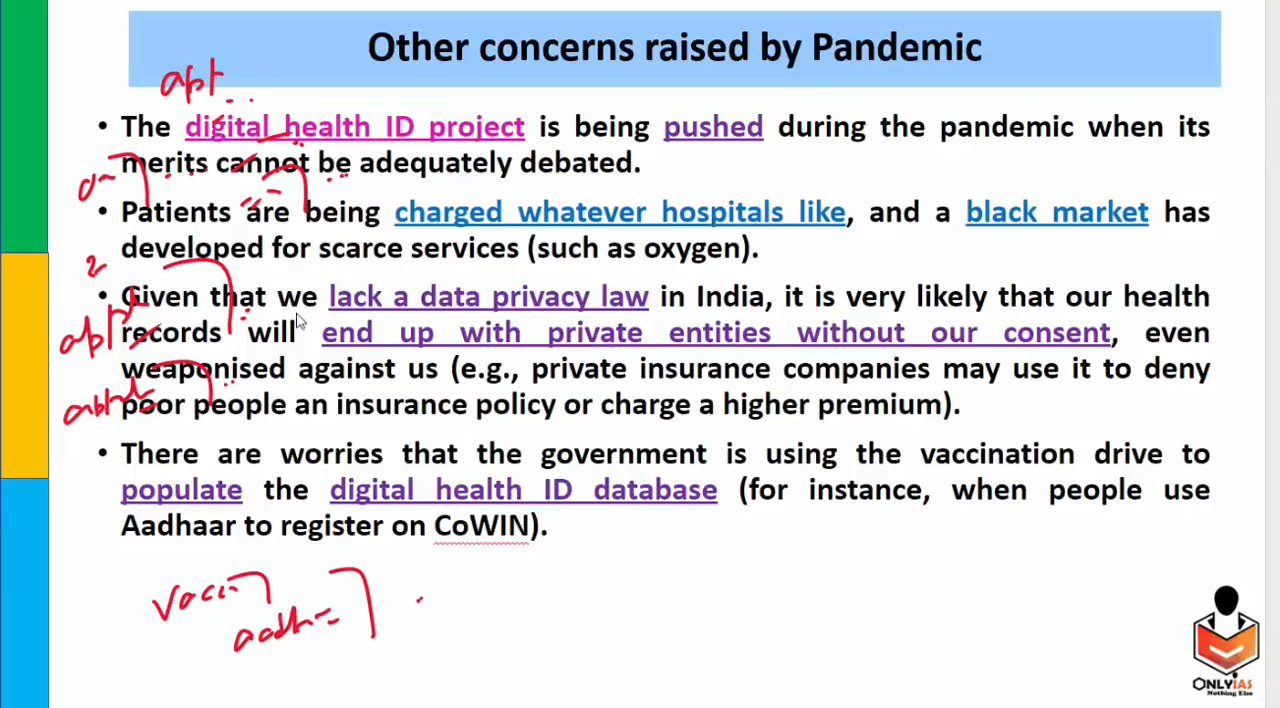 Other concerns raised by Pandemic
• The digital health ID project is being pushed during the pandemic when its
merits cannot be adequately debated.
• Patients are being charged whatever hospitals like, and a black market has
developed for scarce services (such as oxygen).
• Given that we lack a data privacy law in India, it is very likely that our health
records will end up with private entities without our consent, even
weaponised against us (e.g., private insurance companies may use it to deny
poor people an insurance policy or charge a higher premium).
• There are worries that the government is using the vaccination drive to
populate the digital health ID database (for instance, when people use
Aadhaar to register on CoWIN).
ONLYIAS
Nothing Else